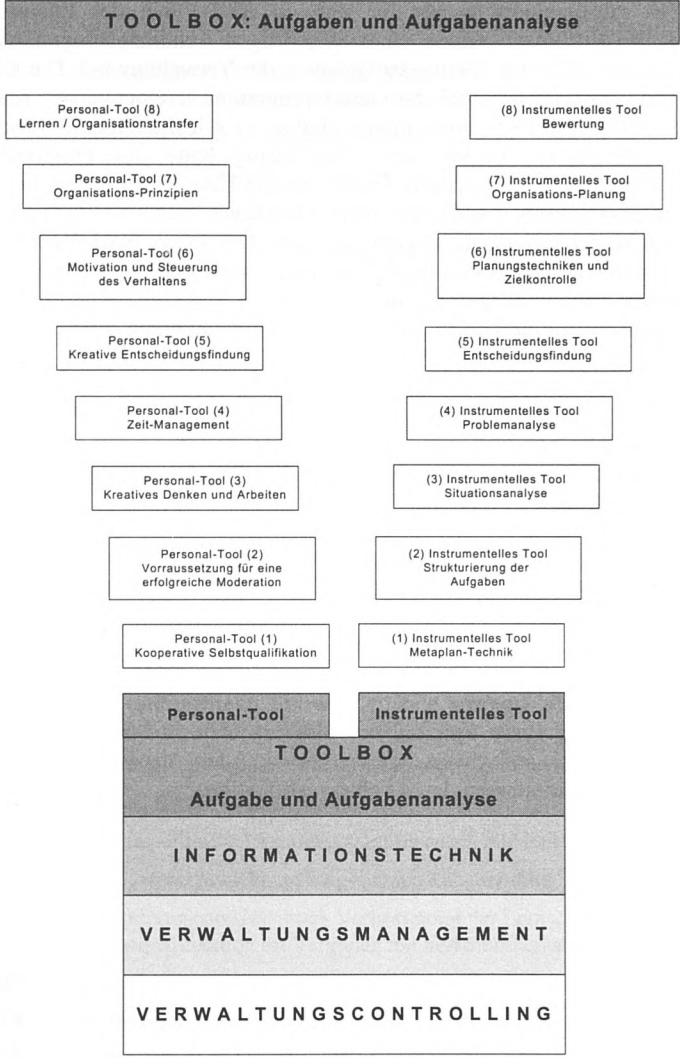 T O O L B O X: Aufgaben und Aufgabenanalyse
Personal-Tool (8)
Lernen / Organisationstransfer
(8) Instrumentelles Tool
Bewertung
Personal-Tool (7)
Organisations-Prinzipien
(7) Instrumentelles Tool
Organisations-Planung
Personal-Tool (6)
Motivation und Steuerung
des Verhaltens
(6) Instrumentelles Tool
Planungstechniken und
Zielkontrolle
Personal-Tool (5)
Kreative Entscheidungsfindung
(5) Instrumentelles Tool
Entscheidungsfindung
Personal-Tool (4)
Zeit-Management
(4) Instrumentelles Tool
Problemanalyse
Personal-Tool (3)
Kreatives Denken und Arbeiten
(3) Instrumentelles Tool
Situationsanalyse
Personal-Tool (2)
Vorraussetzung für eine
erfolgreiche Moderation
(2) Instrumentelles Tool
Strukturierung der
Aufgaben
Personal-Tool (1)
Kooperative Selbstqualifikation
(1) Instrumentelles Tool
Metaplan-Technik
Personal-Tool
Instrumentelles Tool
T O O L B O X
Aufgabe und Aufgabenanalyse
I N F O R M A T I O N S T E C H N I K
V E R W A L T U N G S M A N A G E M E N T
V E R W A L T U N G S C O N T R O L L I N G